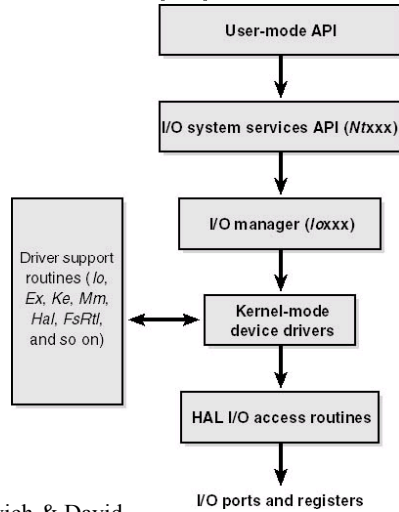 User-mode API
I/O system services API (Ntxxx)
I/O manager (Ioxxx)
Driver support
routines (Io,
Ex, Ke, Mm,
Hal, FsRtl,
and so on)
Kernel-mode
device drivers
HAL I/O access routines
I/O ports and registers
& David